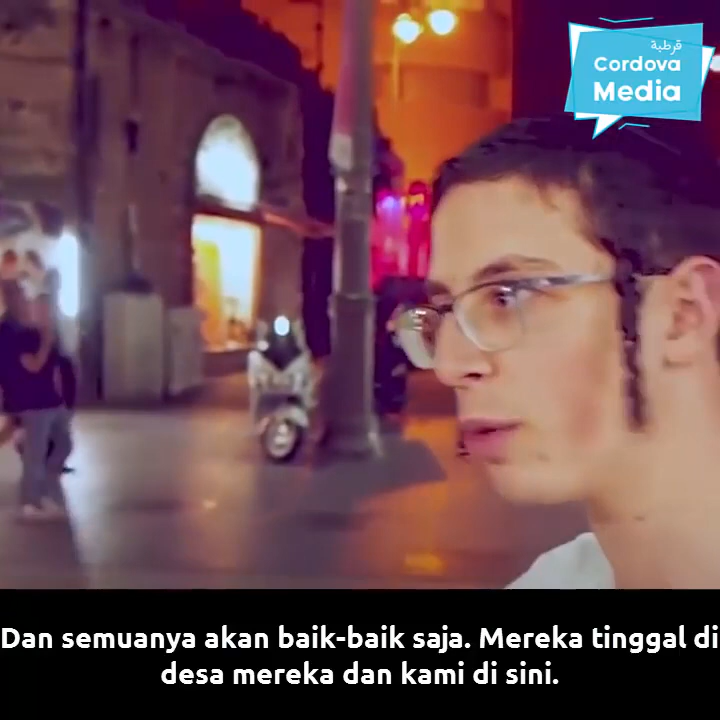 قرطبة
Cordova
Media
Dan semuanya akan baik-baik saja. Mereka tinggal di
desa mereka dan kami di sini.